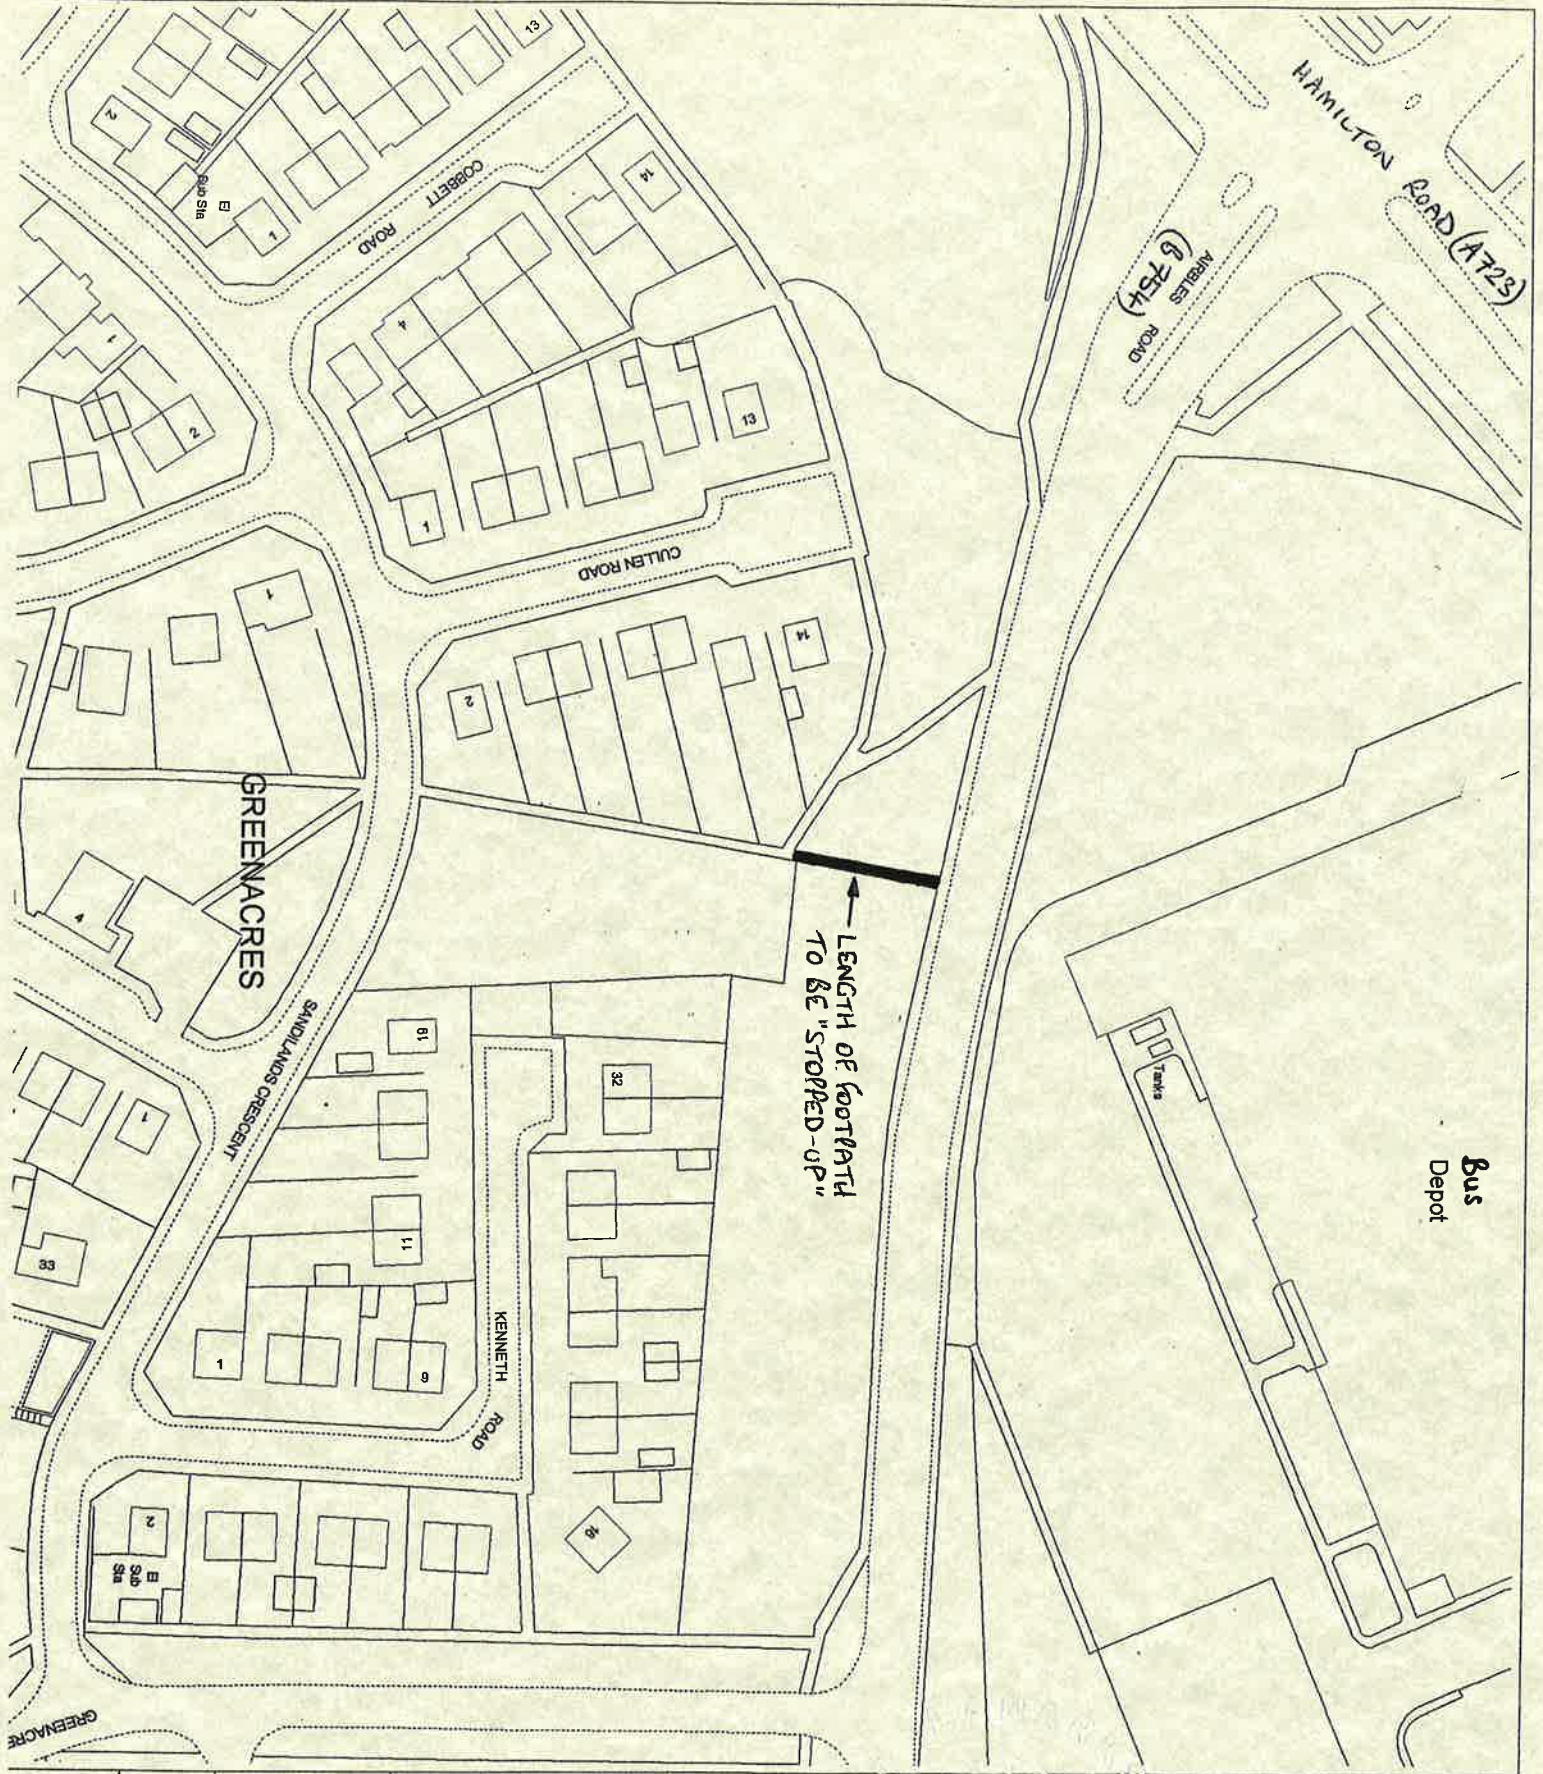 HAMILTON ROAD (A723)
AIRBLES ROAD
(B754)
13
2
El
Sub Sta
1
COBBETT ROAD
14
4
13
1
1
2
1
CULLEN ROAD
14
2
GREENACRES
4
LENGTH OF FOOTPATH
TO BE "STOPPED-UP"
SANDILANDS CRESCENT
19
32
Tanks
Bus
Depot
1
11
33
1
9
KENNETH ROAD
16
2
El
Sub
Sta
GREENACRE